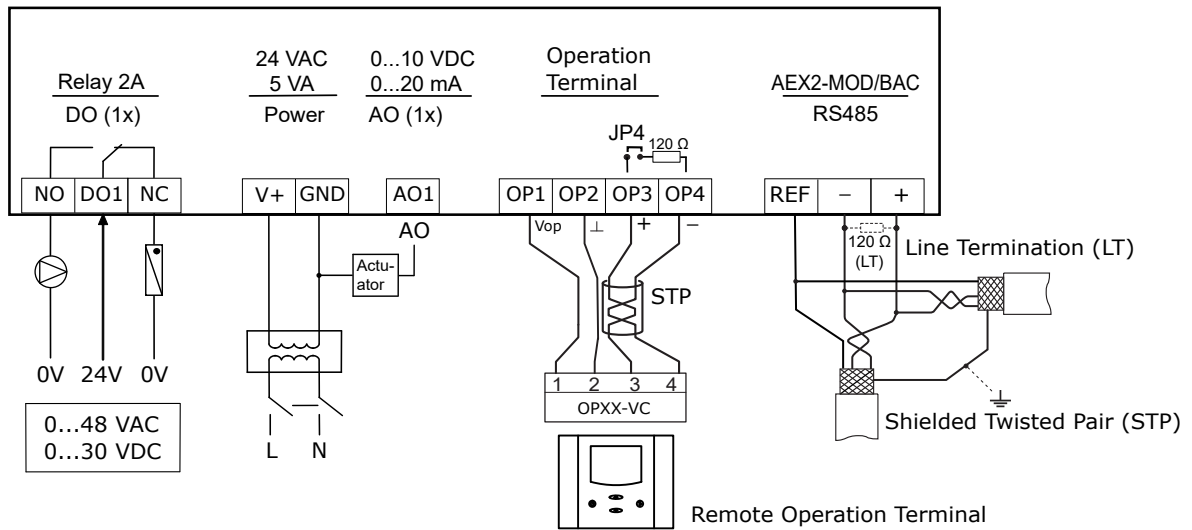 Relay 2A
DO (1x)
24 VAC
5 VA
Power
0...10 VDC
0...20 mA
AO (1x)
Operation
Terminal
AEX2-MOD/BAC
RS485
JP4
120 Ω
NO DO1 NC
V+ GND
AO1
OP1 OP2 OP3 OP4
REF − +
Vop ⊥ + −
AO
Actu-
ator
STP
120 Ω
(LT)
Line Termination (LT)
0V 24V 0V
0...48 VAC
0...30 VDC
L N
1 2 3 4
OPXX-VC
Shielded Twisted Pair (STP)
Remote Operation Terminal